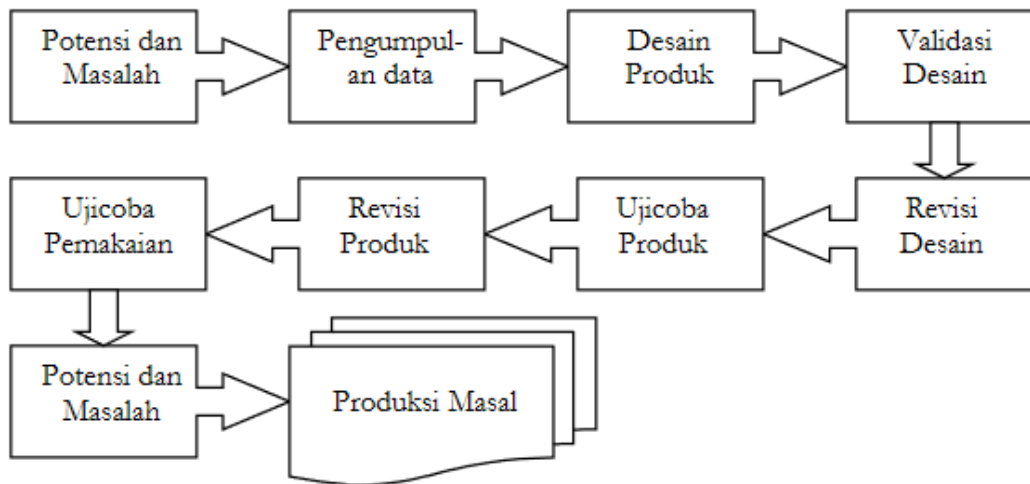 Potensi dan
Masalah
Pengumpul-
an data
Desain
Produk
Validasi
Desain
Revisi
Desain
Ujicoba
Produk
Revisi
Produk
Ujicoba
Pemakaian
Potensi dan
Masalah
Produksi Masal